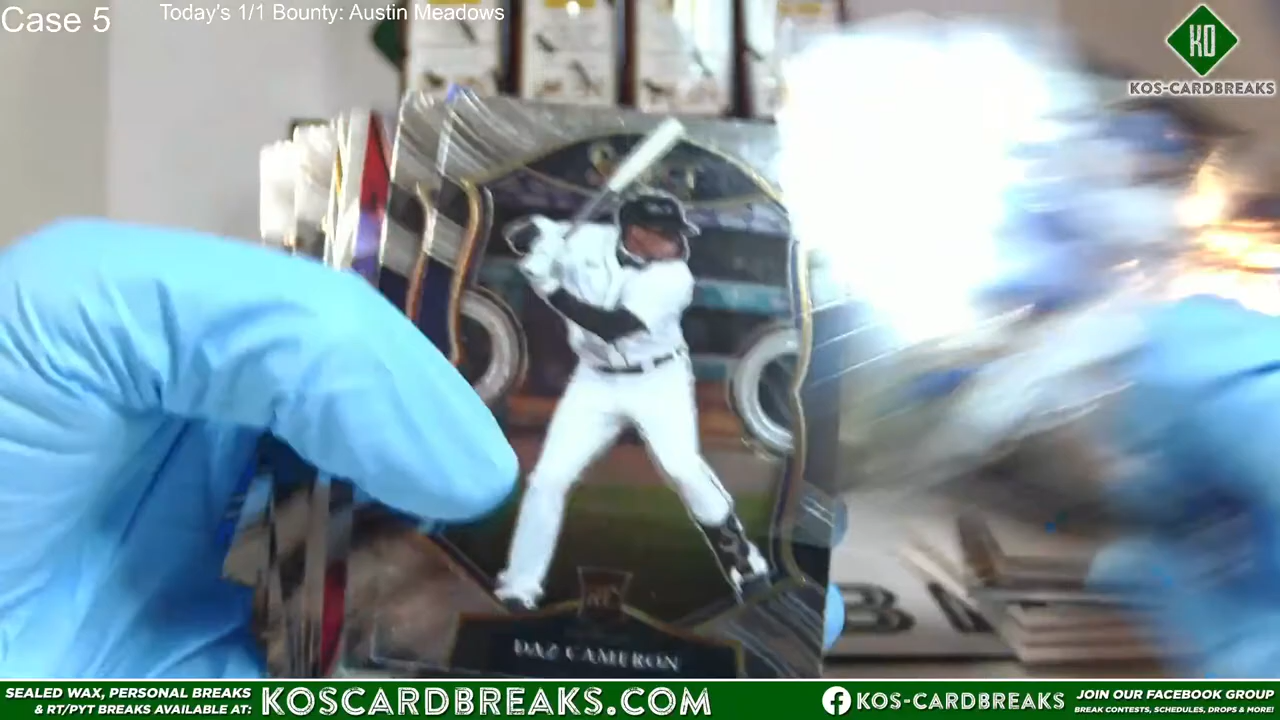 Case 5
Today's 1/1 Bounty: Austin Meadows
KO
KOS-CARDBREAKS
RC
DAZ CAMERON
SEALED WAX, PERSONAL BREAKS
& RT/PYT BREAKS AVAILABLE AT:
KOSCARDBREAKS.COM
KOS-CARDBREAKS
JOIN OUR FACEBOOK GROUP
BREAK CONTESTS, SCHEDULES, DROPS & MORE!